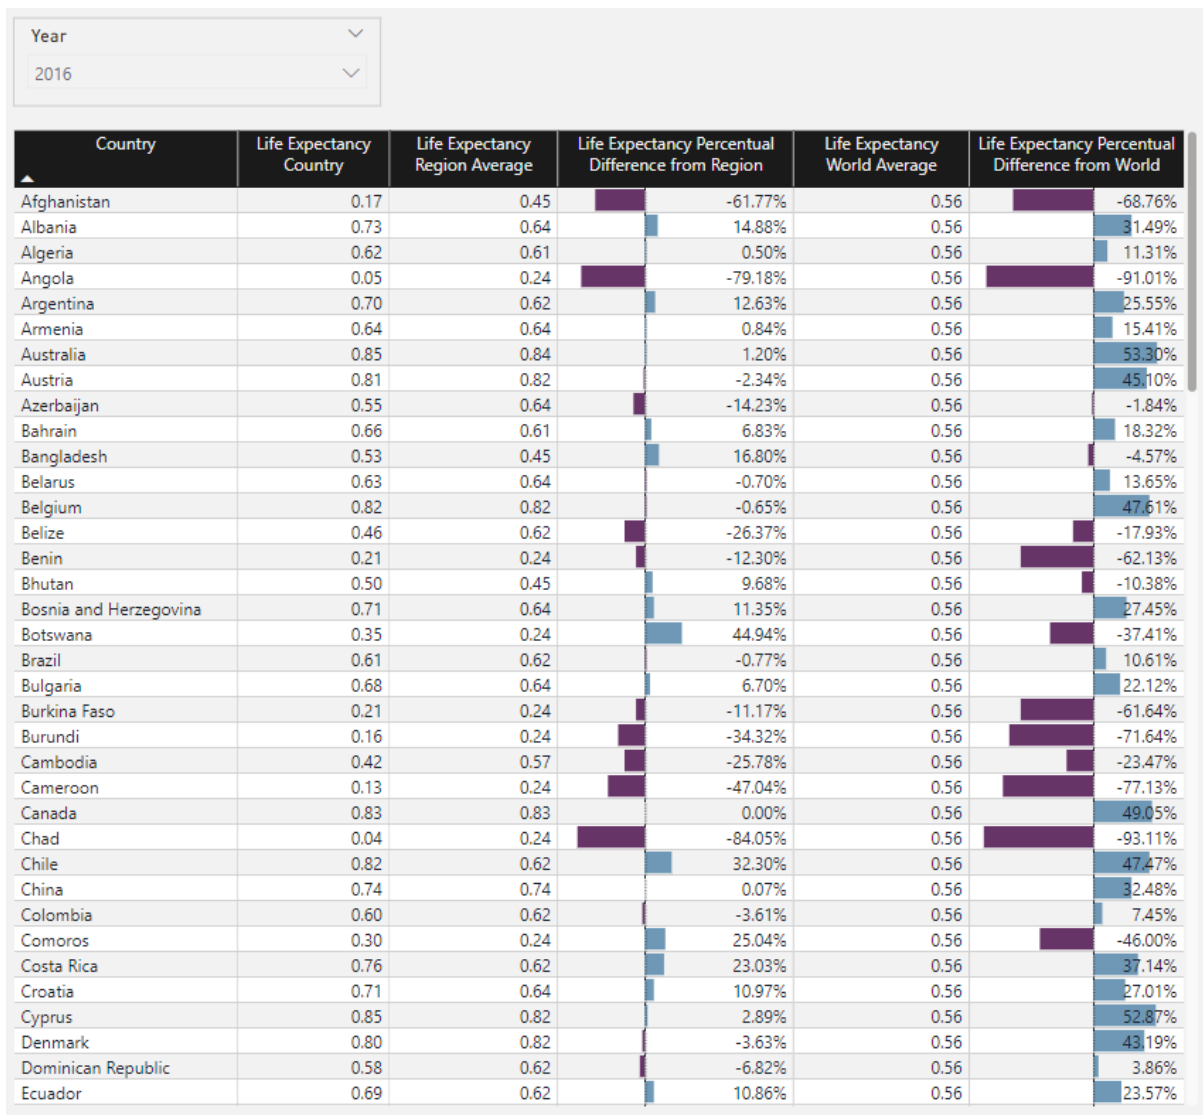 Year
2016
Country Life Expectancy Country Life Expectancy Region Average Life Expectancy Percentual Difference from Region Life Expectancy World Average Life Expectancy Percentual Difference from World
Afghanistan 0.17 0.45 -61.77% 0.56 -68.76%
Albania 0.73 0.64 14.88% 0.56 31.49%
Algeria 0.62 0.61 0.50% 0.56 11.31%
Angola 0.05 0.24 -79.18% 0.56 -91.01%
Argentina 0.70 0.62 12.63% 0.56 25.55%
Armenia 0.64 0.64 0.84% 0.56 15.41%
Australia 0.85 0.84 1.20% 0.56 53.30%
Austria 0.81 0.82 -2.34% 0.56 45.10%
Azerbaijan 0.55 0.64 -14.23% 0.56 -1.84%
Bahrain 0.66 0.61 6.83% 0.56 18.32%
Bangladesh 0.53 0.45 16.80% 0.56 -4.57%
Belarus 0.63 0.64 -0.70% 0.56 13.65%
Belgium 0.82 0.82 -0.65% 0.56 47.61%
Belize 0.46 0.62 -26.37% 0.56 -17.93%
Benin 0.21 0.24 -12.30% 0.56 -62.13%
Bhutan 0.50 0.45 9.68% 0.56 -10.38%
Bosnia and Herzegovina 0.71 0.64 11.35% 0.56 27.45%
Botswana 0.35 0.24 44.94% 0.56 -37.41%
Brazil 0.61 0.62 -0.77% 0.56 10.61%
Bulgaria 0.68 0.64 6.70% 0.56 22.12%
Burkina Faso 0.21 0.24 -11.17% 0.56 -61.64%
Burundi 0.16 0.24 -34.32% 0.56 -71.64%
Cambodia 0.42 0.57 -25.78% 0.56 -23.47%
Cameroon 0.13 0.24 -47.04% 0.56 -77.13%
Canada 0.83 0.83 0.00% 0.56 49.05%
Chad 0.04 0.24 -84.05% 0.56 -93.11%
Chile 0.82 0.62 32.30% 0.56 47.47%
China 0.74 0.74 0.07% 0.56 32.48%
Colombia 0.60 0.62 -3.61% 0.56 7.45%
Comoros 0.30 0.24 25.04% 0.56 -46.00%
Costa Rica 0.76 0.62 23.03% 0.56 37.14%
Croatia 0.71 0.64 10.97% 0.56 27.01%
Cyprus 0.85 0.82 2.89% 0.56 52.87%
Denmark 0.80 0.82 -3.63% 0.56 43.19%
Dominican Republic 0.58 0.62 -6.82% 0.56 3.86%
Ecuador 0.69 0.62 10.86% 0.56 23.57%